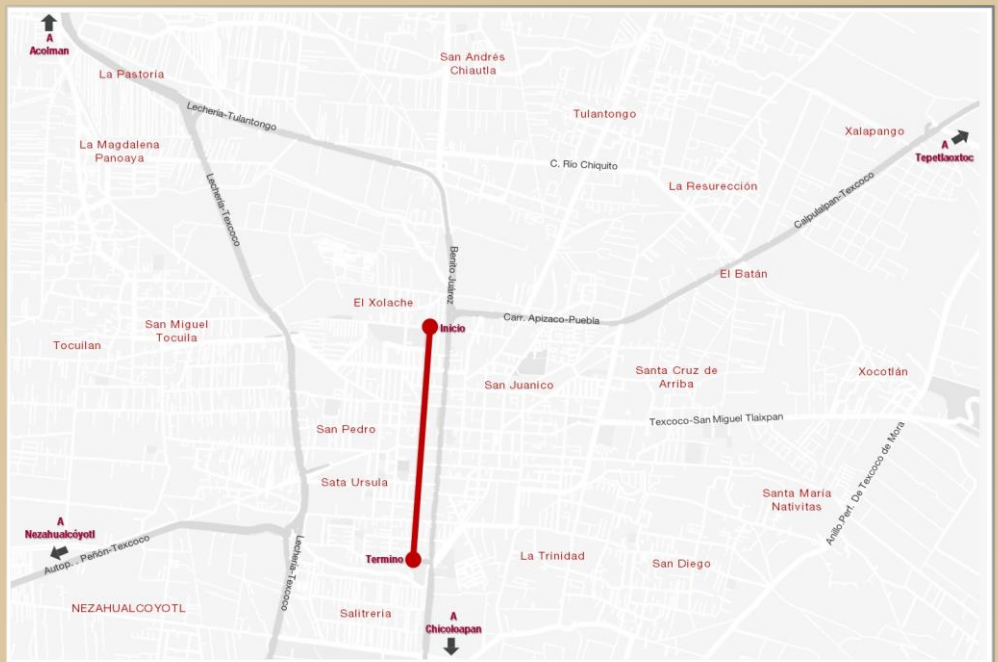 A
Acolman
La Pastoría
San Andrés
Chiautla
Lechería-Tulantongo
Tulantongo
Xalapango
A
Tepetlaoxtoc
La Magdalena
Panoaya
C. Río Chiquito
La Resurección
Lechería-Texcoco
Calpulalpan-Texcoco
Benito Juárez
El Batán
El Xolache
Inicio
Carr. Apizaco-Puebla
San Miguel
Tocuila
Tocuilan
San Juanico
Santa Cruz de
Arriba
Xocotlán
San Pedro
Texcoco-San Miguel Tlaixpan
Sata Ursula
Anillo Perf. De Texcoco de Mora
Santa María
Nativitas
A
Nezahualcóyotl
Autop. . Peñón-Texcoco
Termino
La Trinidad
San Diego
Lechería-Texcoco
NEZAHUALCOYOTL
Salitreria
A
Chicoloapan